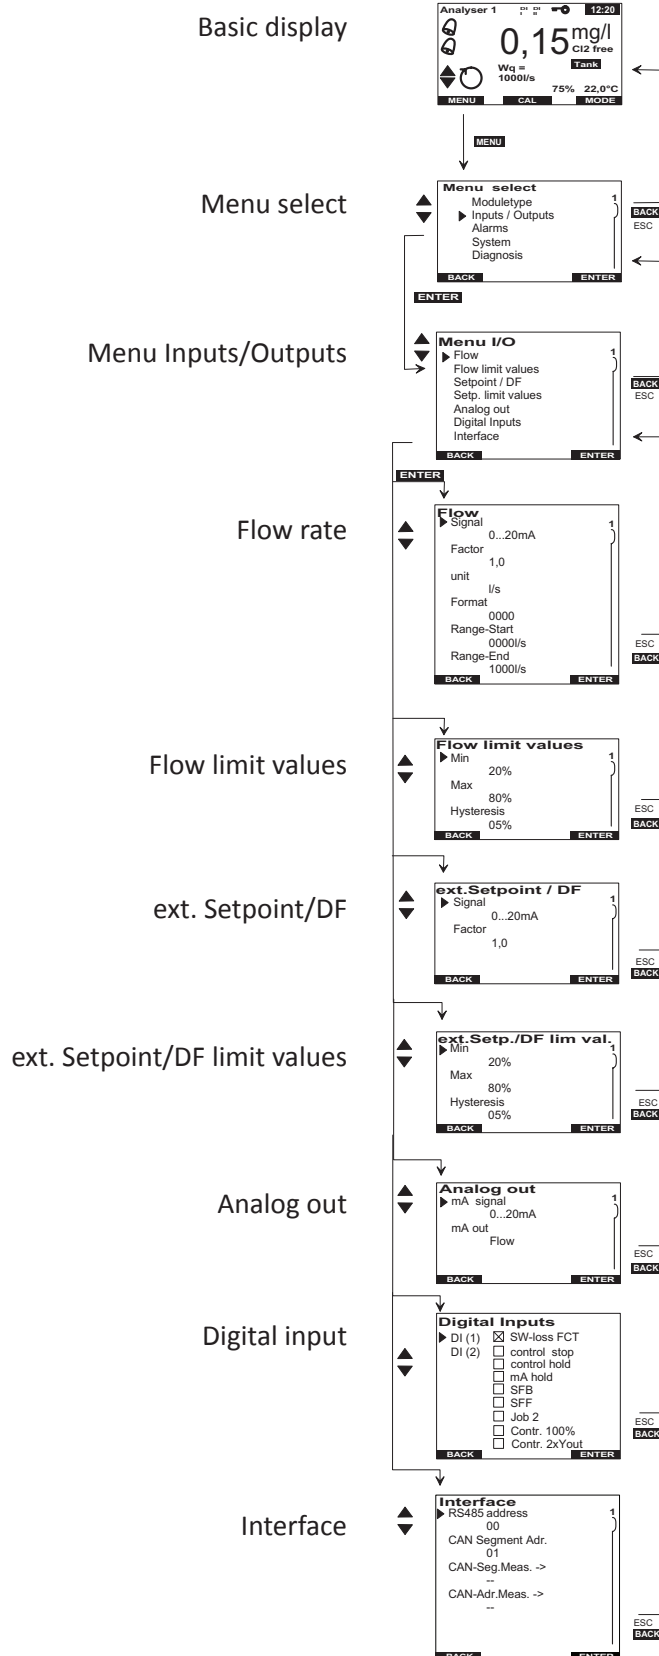 Basic display
Analyser 1 DI I DI II 12:20
0,15 mg/l
Cl2 free
Tank
Wq =
1000l/s
75% 22,0°C
MENU CAL MODE
MENU
Menu select
Menu select
Moduletype
1
Inputs / Outputs
Alarms
System
Diagnosis
BACK
ESC
BACK ENTER
ENTER
Menu Inputs/Outputs
Menu I/O
Flow
1
Flow limit values
Setpoint / DF
Setp. limit values
Analog out
Digital Inputs
Interface
BACK
ESC
BACK ENTER
ENTER
Flow rate
Flow
Signal
1
0...20mA
Factor
1,0
unit
l/s
Format
0000
Range-Start
0000l/s
Range-End
1000l/s
ESC
BACK
BACK ENTER
Flow limit values
Flow limit values
Min
1
20%
Max
80%
Hysteresis
05%
ESC
BACK
BACK ENTER
ext. Setpoint/DF
ext.Setpoint / DF
Signal
1
0...20mA
Factor
1,0
ESC
BACK
BACK ENTER
ext. Setpoint/DF limit values
ext.Setp./DF lim val.
Min
1
20%
Max
80%
Hysteresis
05%
ESC
BACK
BACK ENTER
Analog out
Analog out
mA signal
1
0...20mA
mA out
Flow
ESC
BACK
BACK ENTER
Digital input
Digital Inputs
DI (1) SW-loss FCT
DI (2) control stop
control hold
mA hold
SFB
SFF
Job 2
Contr. 100%
Contr. 2xYout
ESC
BACK
BACK ENTER
Interface
Interface
RS485 address
1
00
CAN Segment Adr.
01
CAN-Seg.Meas. ->
--
CAN-Adr.Meas. ->
--
ESC
BACK
BACK ENTER